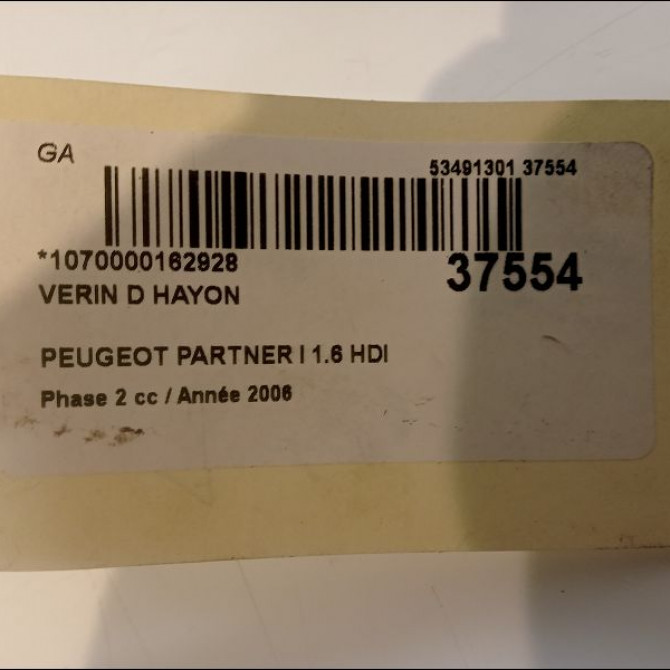 GA
53491301 37554
*1070000162928
37554
VERIN D HAYON
PEUGEOT PARTNER I 1.6 HDI
Phase 2 cc / Année 2006